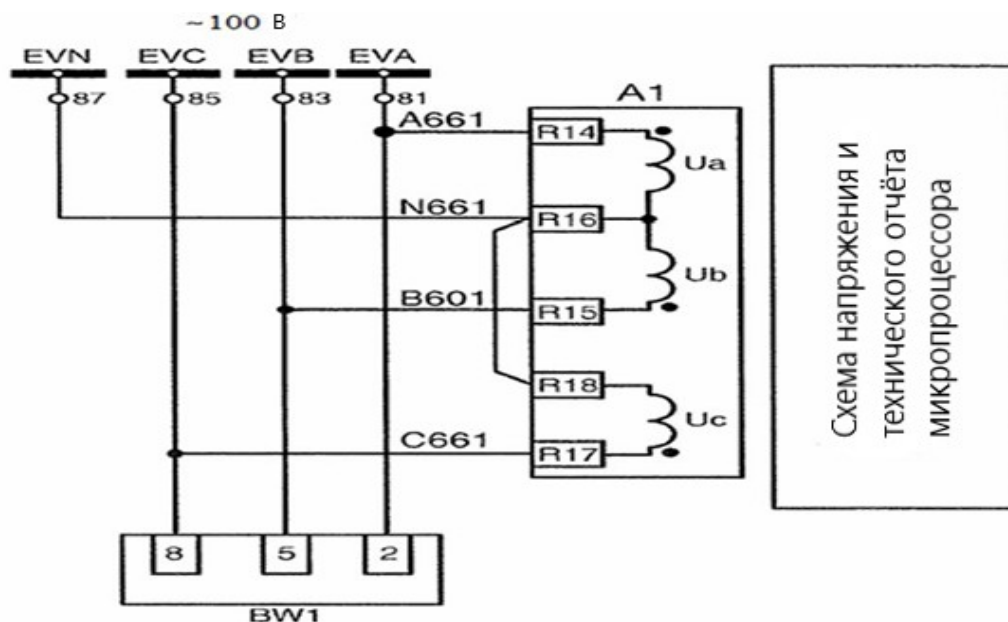 ~100 В
EVN EVC EVB EVA
87 85 83 81
A1
A661 R14
Ua
N661 R16
Ub
B601 R15
R18
Uc
C661 R17
8 5 2
BW1
Схема напряжения и
технического отчёта
микропроцессора